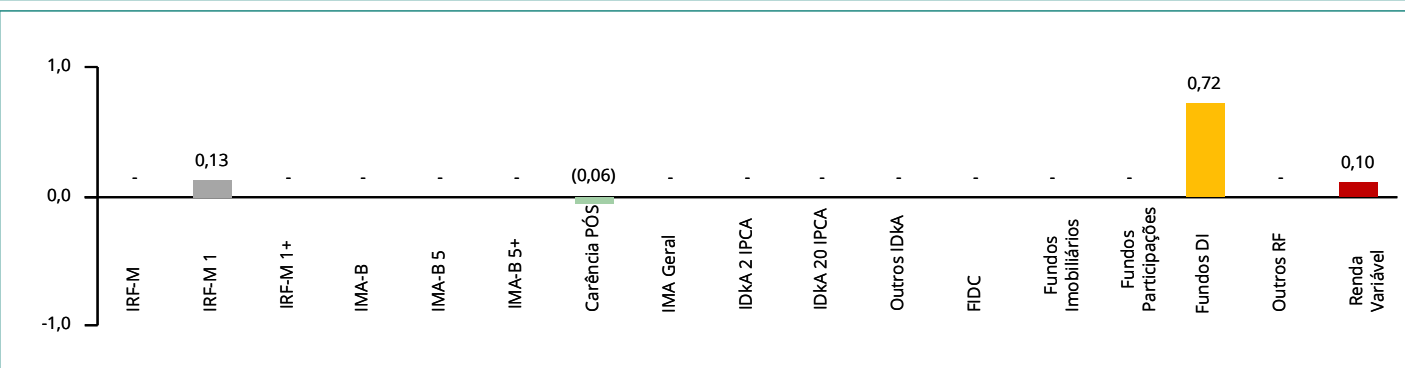 1,0
0,0
-1,0
-
0,13
-
-
-
-
(0,06)
-
-
-
-
-
-
-
0,72
-
0,10
IRF-M
IRF-M 1
IRF-M 1+
IMA-B
IMA-B 5
IMA-B 5+
Carência PÓS
IMA Geral
IDkA 2 IPCA
IDkA 20 IPCA
Outros IDkA
FIDC
Fundos
Imobiliários
Fundos
Participações
Fundos DI
Outros RF
Renda
Variável